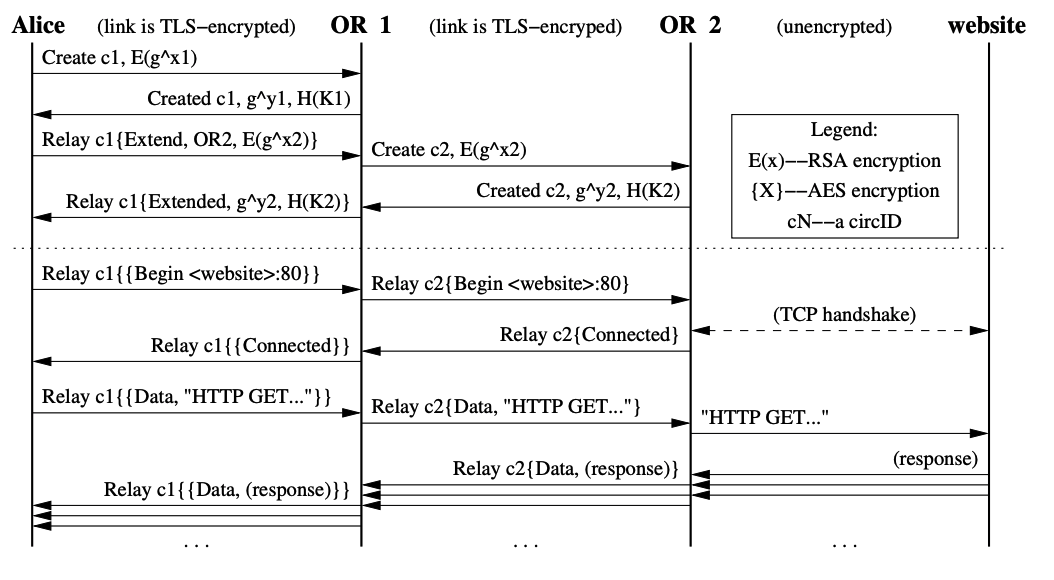 Alice (link is TLS−encrypted) OR 1 (link is TLS−encryped) OR 2 (unencrypted) website
Create c1, E(g^x1)
Created c1, g^y1, H(K1)
Relay c1{Extend, OR2, E(g^x2)}
Create c2, E(g^x2)
Created c2, g^y2, H(K2)
Relay c1{Extended, g^y2, H(K2)}
Legend:
E(x)−−RSA encryption
{X}−−AES encryption
cN−−a circID
Relay c1{{Begin <website>:80}}
Relay c2{Begin <website>:80}
(TCP handshake)
Relay c2{Connected}
Relay c1{{Connected}}
Relay c1{{Data, "HTTP GET..."}}
Relay c2{Data, "HTTP GET..."}
"HTTP GET..."
(response)
Relay c2{Data, (response)}
Relay c1{{Data, (response)}}
. . . . . . . . .